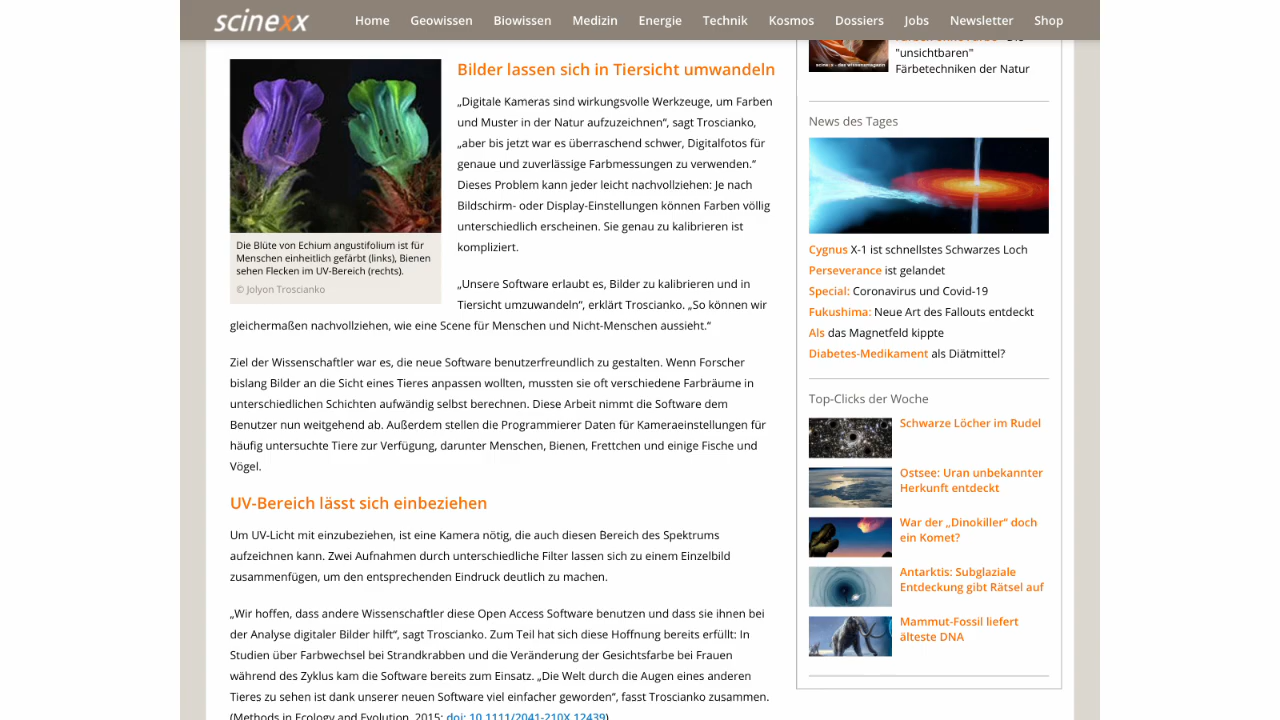 scinexx
Home Geowissen Biowissen Medizin Energie Technik Kosmos Dossiers Jobs Newsletter Shop
Die Blüte von Echium angustifolium ist für
Menschen einheitlich gefärbt (links), Bienen
sehen Flecken im UV-Bereich (rechts).
© Jolyon Troscianko
Bilder lassen sich in Tiersicht umwandeln
„Digitale Kameras sind wirkungsvolle Werkzeuge, um Farben
und Muster in der Natur aufzuzeichnen“, sagt Troscianko,
„aber bis jetzt war es überraschend schwer, Digitalfotos für
genaue und zuverlässige Farbmessungen zu verwenden.“
Dieses Problem kann jeder leicht nachvollziehen: Je nach
Bildschirm- oder Display-Einstellungen können Farben völlig
unterschiedlich erscheinen. Sie genau zu kalibrieren ist
kompliziert.
„Unsere Software erlaubt es, Bilder zu kalibrieren und in
Tiersicht umzuwandeln“, erklärt Troscianko. „So können wir
gleichermaßen nachvollziehen, wie eine Scene für Menschen und Nicht-Menschen aussieht.“
Ziel der Wissenschaftler war es, die neue Software benutzerfreundlich zu gestalten. Wenn Forscher
bislang Bilder an die Sicht eines Tieres anpassen wollten, mussten sie oft verschiedene Farbräume in
unterschiedlichen Schichten aufwändig selbst berechnen. Diese Arbeit nimmt die Software dem
Benutzer nun weitgehend ab. Außerdem stellen die Programmierer Daten für Kameraeinstellungen für
häufig untersuchte Tiere zur Verfügung, darunter Menschen, Bienen, Frettchen und einige Fische und
Vögel.
UV-Bereich lässt sich einbeziehen
Um UV-Licht mit einzubeziehen, ist eine Kamera nötig, die auch diesen Bereich des Spektrums
aufzeichnen kann. Zwei Aufnahmen durch unterschiedliche Filter lassen sich zu einem Einzelbild
zusammenfügen, um den entsprechenden Eindruck deutlich zu machen.
„Wir hoffen, dass andere Wissenschaftler diese Open Access Software benutzen und dass sie ihnen bei
der Analyse digitaler Bilder hilft“, sagt Troscianko. Zum Teil hat sich diese Hoffnung bereits erfüllt: In
Studien über Farbwechsel bei Strandkrabben und die Veränderung der Gesichtsfarbe bei Frauen
während des Zyklus kam die Software bereits zum Einsatz. „Die Welt durch die Augen eines anderen
Tieres zu sehen ist dank unserer neuen Software viel einfacher geworden“, fasst Troscianko zusammen.
(Methods in Ecology and Evolution, 2015; doi: 10.1111/2041-210X.12439)
"unsichtbaren"
Färbetechniken der Natur
News des Tages
Cygnus X-1 ist schnellstes Schwarzes Loch
Perseverance ist gelandet
Special: Coronavirus und Covid-19
Fukushima: Neue Art des Fallouts entdeckt
Als das Magnetfeld kippte
Diabetes-Medikament als Diätmittel?
Top-Clicks der Woche
Schwarze Löcher im Rudel
Ostsee: Uran unbekannter
Herkunft entdeckt
War der „Dinokiller“ doch
ein Komet?
Antarktis: Subglaziale
Entdeckung gibt Rätsel auf
Mammut-Fossil liefert
älteste DNA